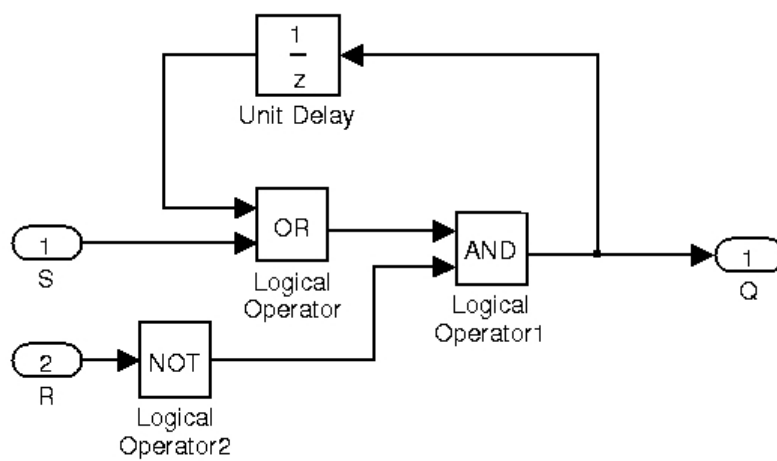 1
z
Unit Delay
1
S
OR
Logical
Operator
AND
Logical
Operator1
1
Q
2
R
NOT
Logical
Operator2